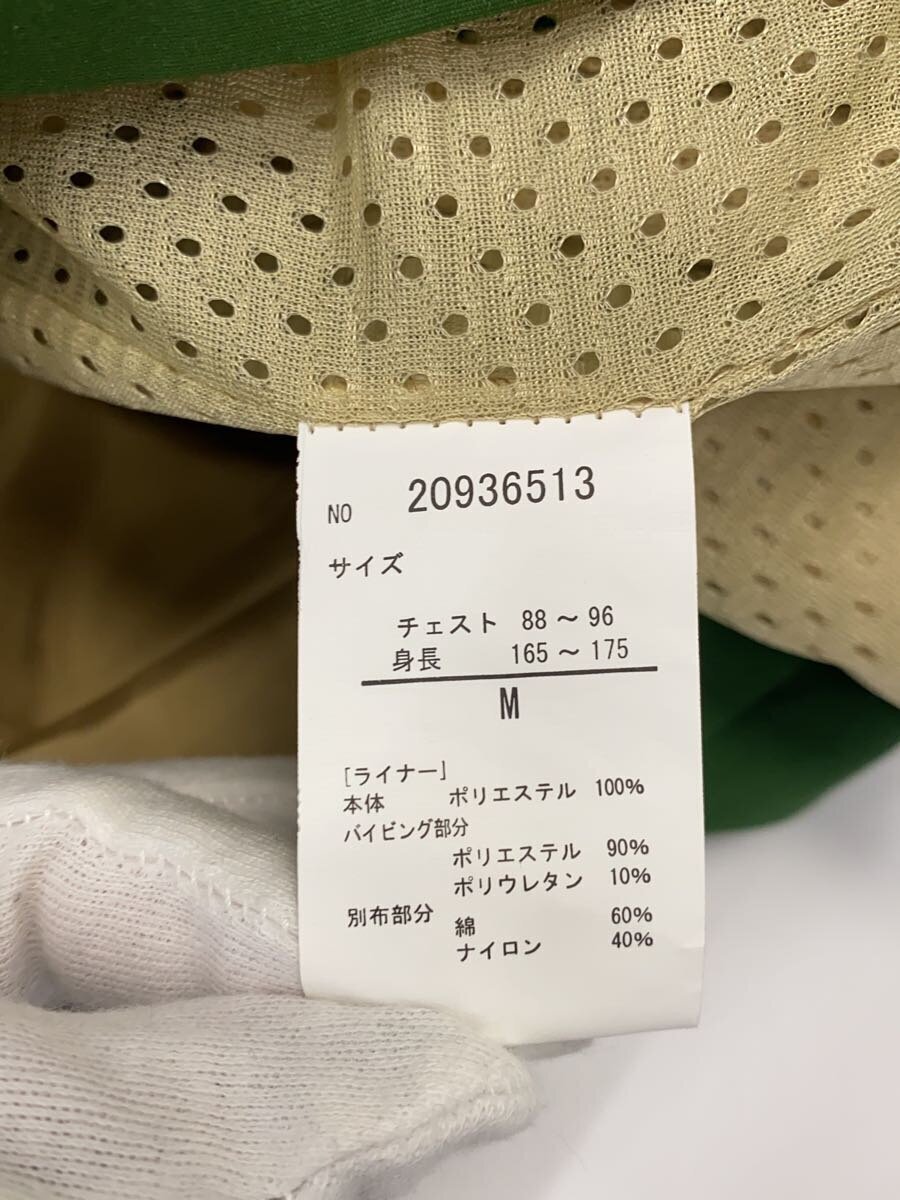 NO 20936513
サイズ
チェスト 88～96
身長 165～175
M
[ライナー]
本体 ポリエステル 100%
バイピング部分
ポリエステル 90%
ポリウレタン 10%
別布部分 綿 60%
ナイロン 40%